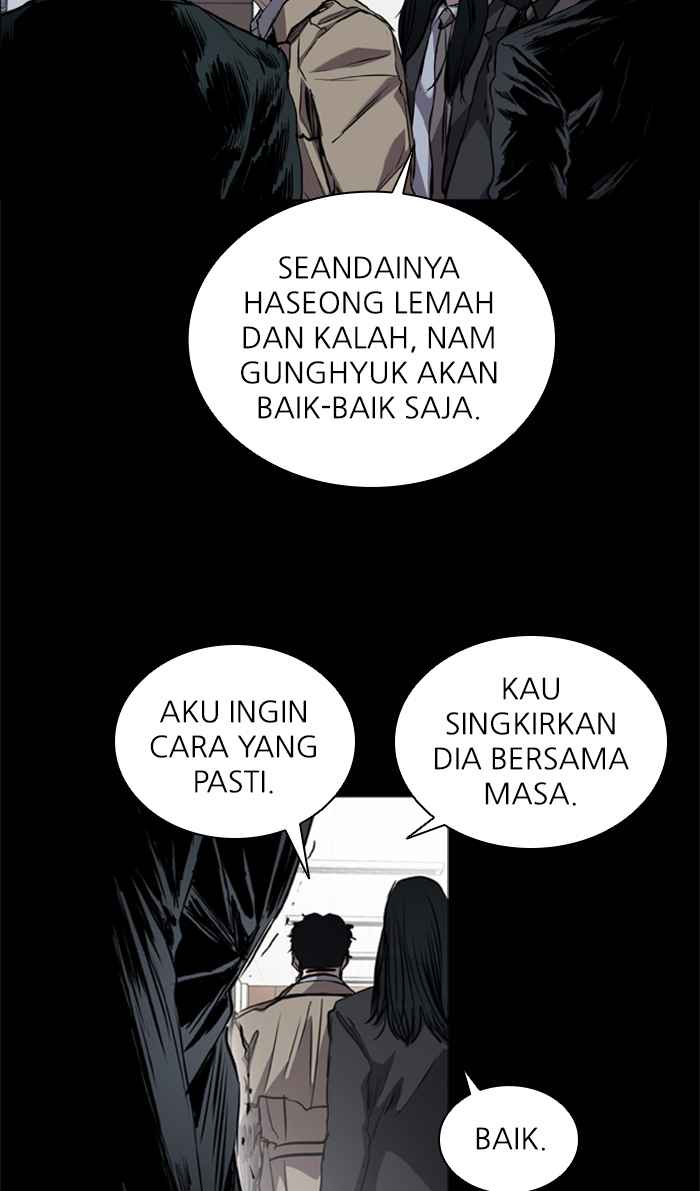 SEANDAINYA
HASEONG LEMAH
DAN KALAH, NAM
GUNGHYUK AKAN
BAIK-BAIK SAJA.
AKU INGIN
CARA YANG
PASTI.
KAU
SINGKIRKAN
DIA BERSAMA
MASA.
BAIK.